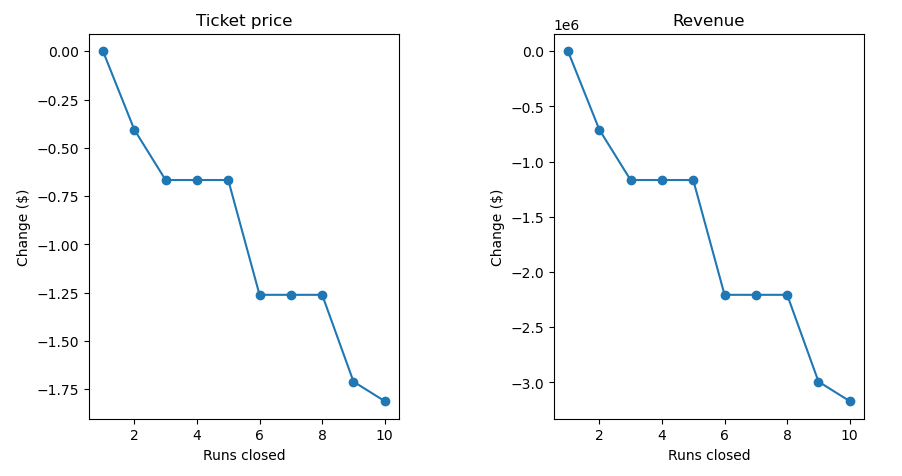 Ticket price
0.00
−0.25
−0.50
−0.75
−1.00
−1.25
−1.50
−1.75
Change ($)
2 4 6 8 10
Runs closed
Revenue
1e6
0.0
−0.5
−1.0
−1.5
−2.0
−2.5
−3.0
Change ($)
2 4 6 8 10
Runs closed